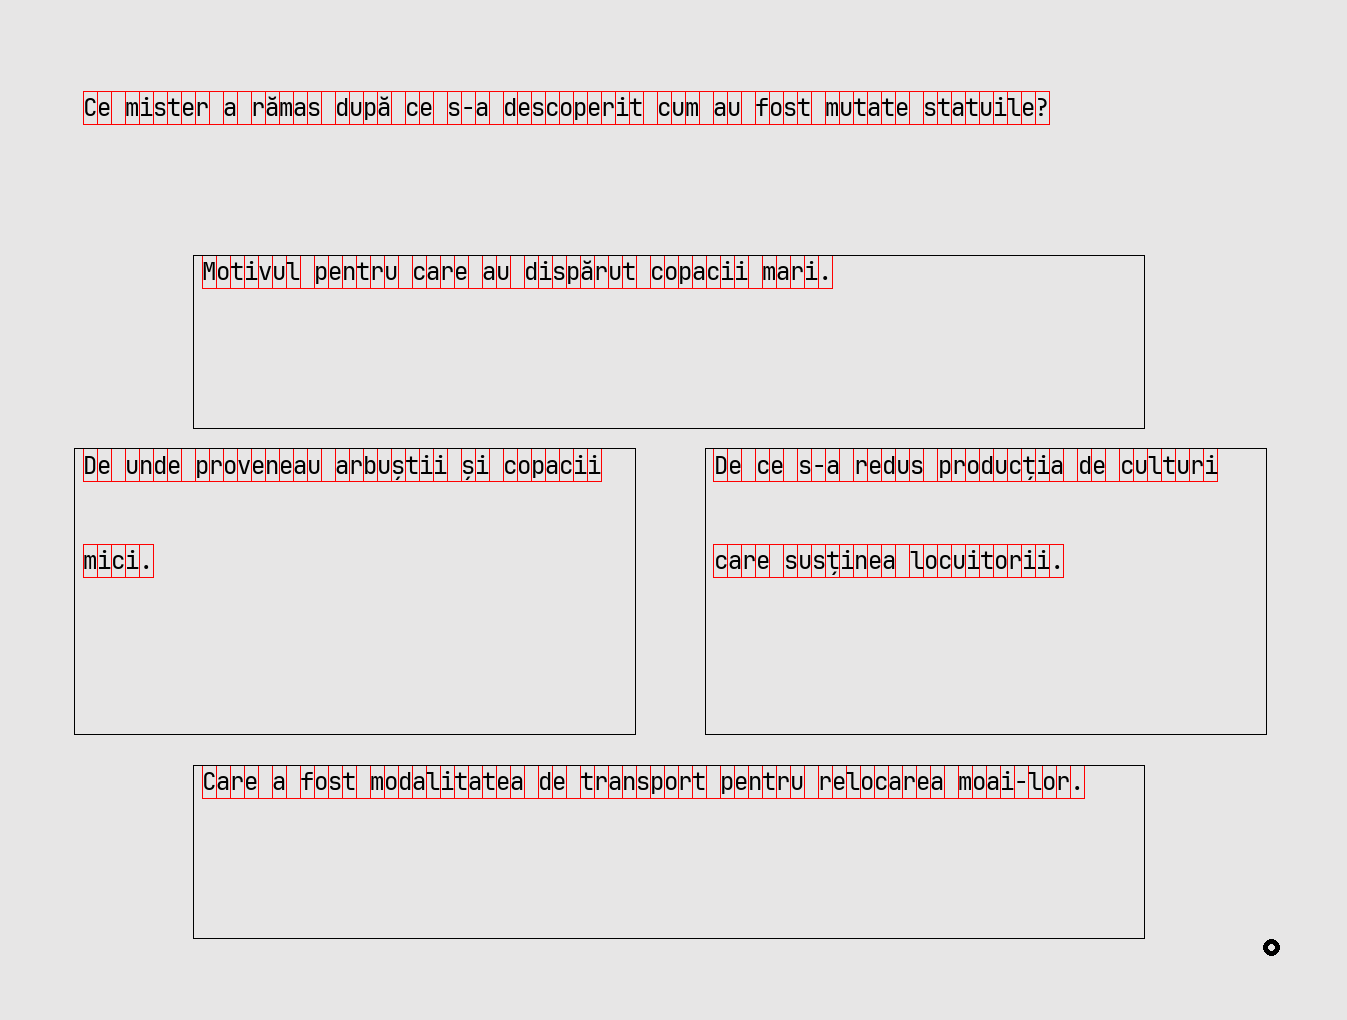 Ce mister a rămas după ce s-a descoperit cum au fost mutate statuile?
Motivul pentru care au dispărut copacii mari.
De unde proveneau arbuștii și copacii
mici.
De ce s-a redus producția de culturi
care susținea locuitorii.
Care a fost modalitatea de transport pentru relocarea moai-lor.